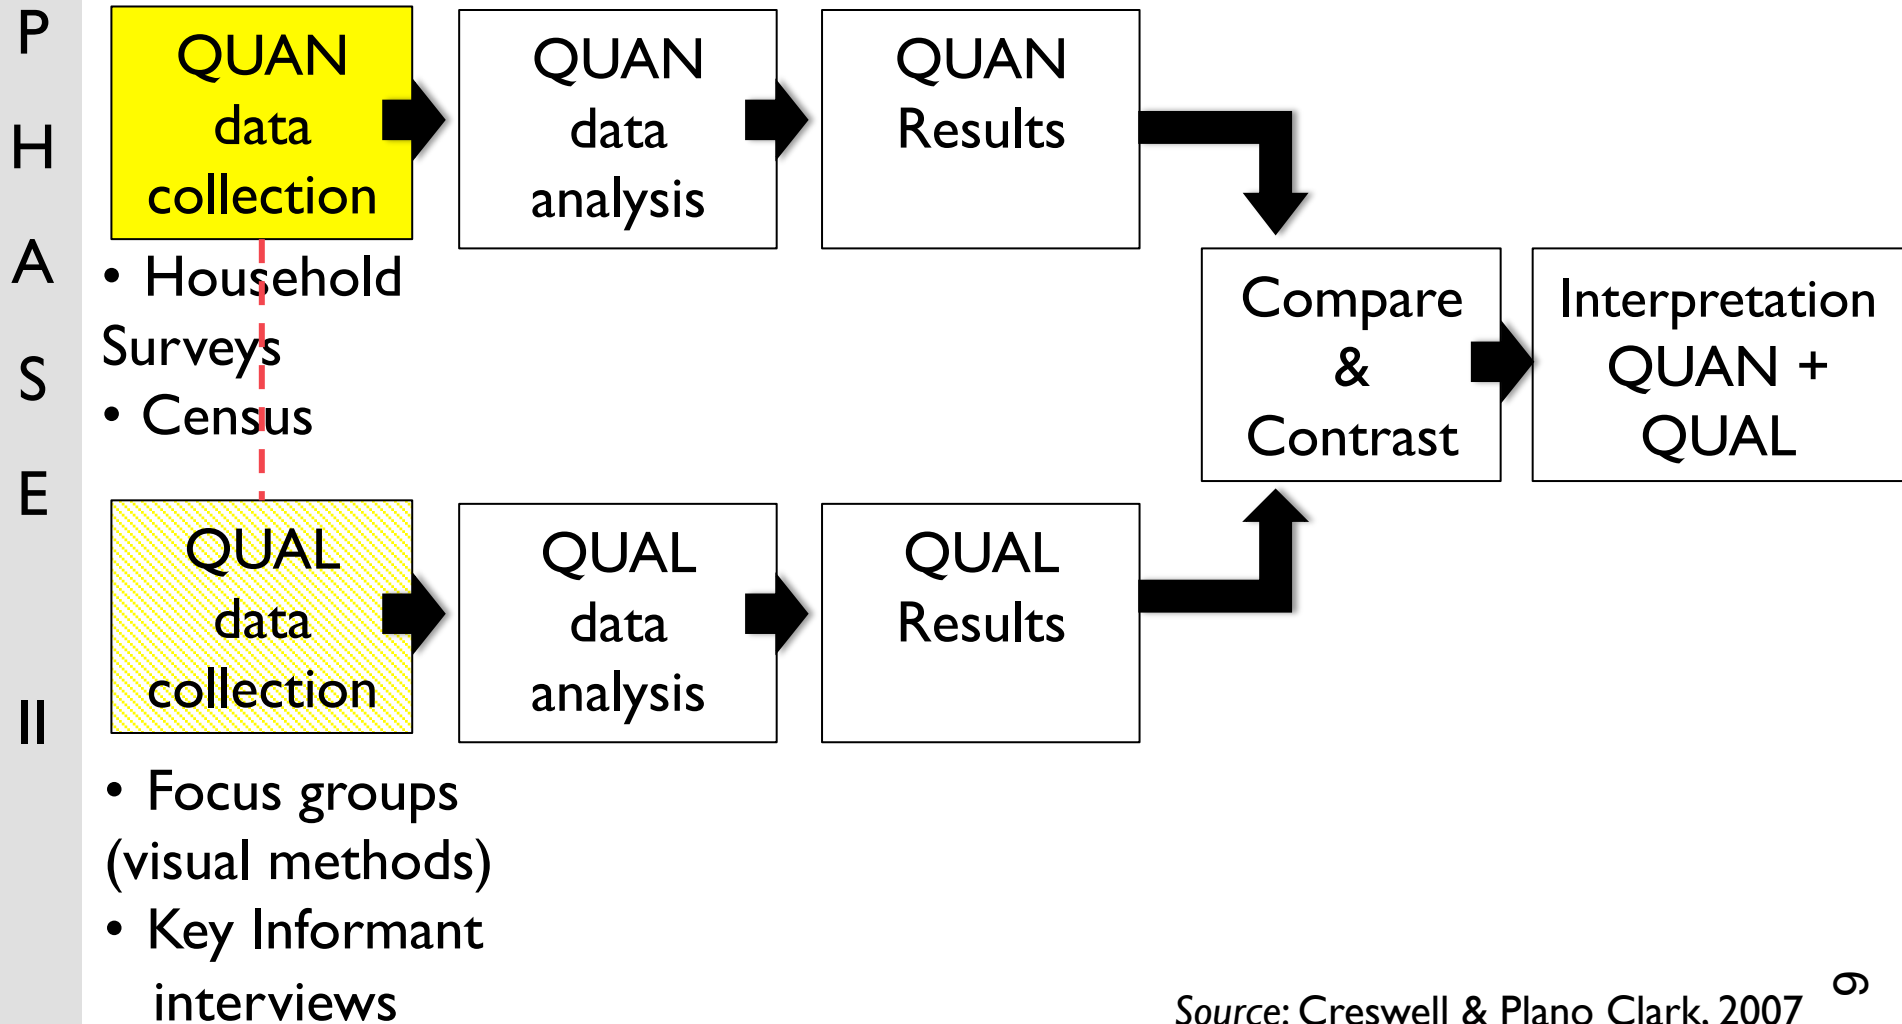 P
H
A
S
E
II
QUAN
data
collection
QUAN
data
analysis
QUAN
Results
• Household
Surveys
• Census
Compare
&
Contrast
Interpretation
QUAN +
QUAL
QUAL
data
collection
QUAL
data
analysis
QUAL
Results
• Focus groups
(visual methods)
• Key Informant
interviews
Source: Creswell & Plano Clark, 2007
9